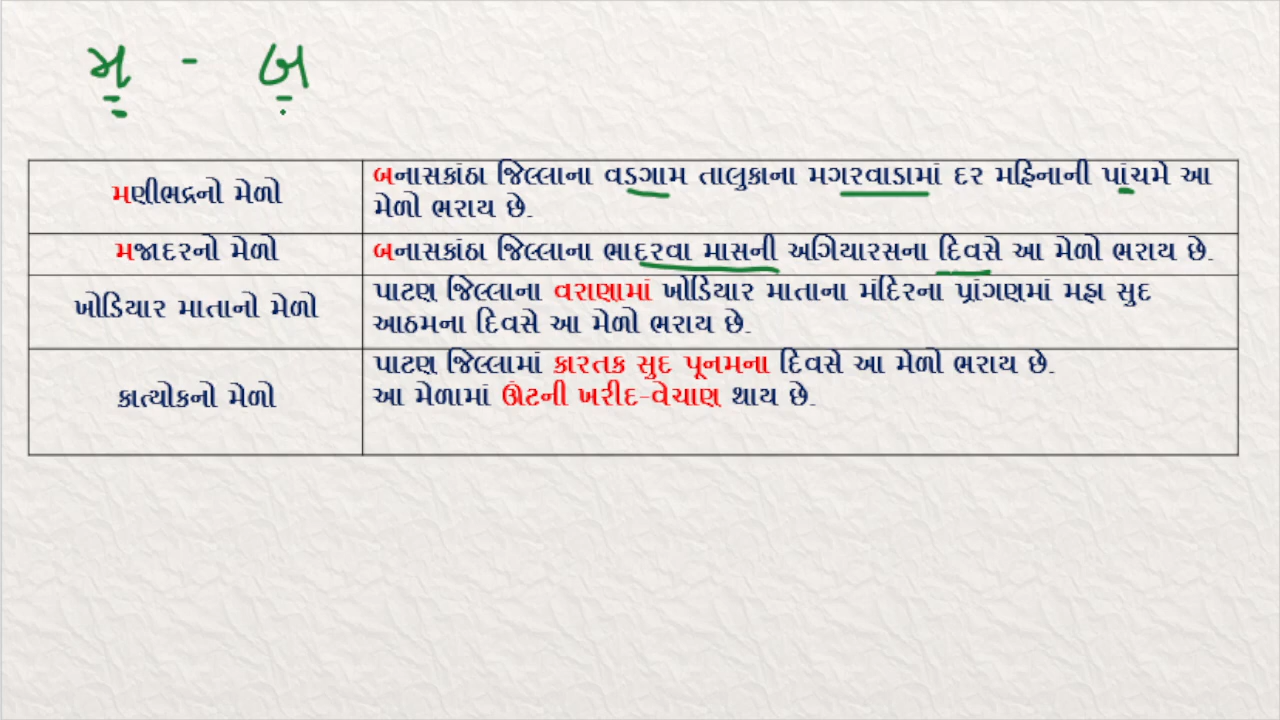 મ - બ
મણીભદ્રનો મેળો
બનાસકાંઠા જિલ્લાના વડગામ તાલુકાના મગરવાડામાં દર મહિનાની પાંચમે આ
મેળો ભરાય છે.
મજાદરનો મેળો
બનાસકાંઠા જિલ્લાના ભાદરવા માસની અગિયારસના દિવસે આ મેળો ભરાય છે.
ખોડિયાર માતાનો મેળો
પાટણ જિલ્લાના વરાણામાં ખોડિયાર માતાના મંદિરના પ્રાંગણમાં મહા સુદ
આઠમના દિવસે આ મેળો ભરાય છે.
કાત્યોકનો મેળો
પાટણ જિલ્લામાં કારતક સુદ પૂનમના દિવસે આ મેળો ભરાય છે.
આ મેળામાં ઊંટની ખરીદ-વેચાણ થાય છે.